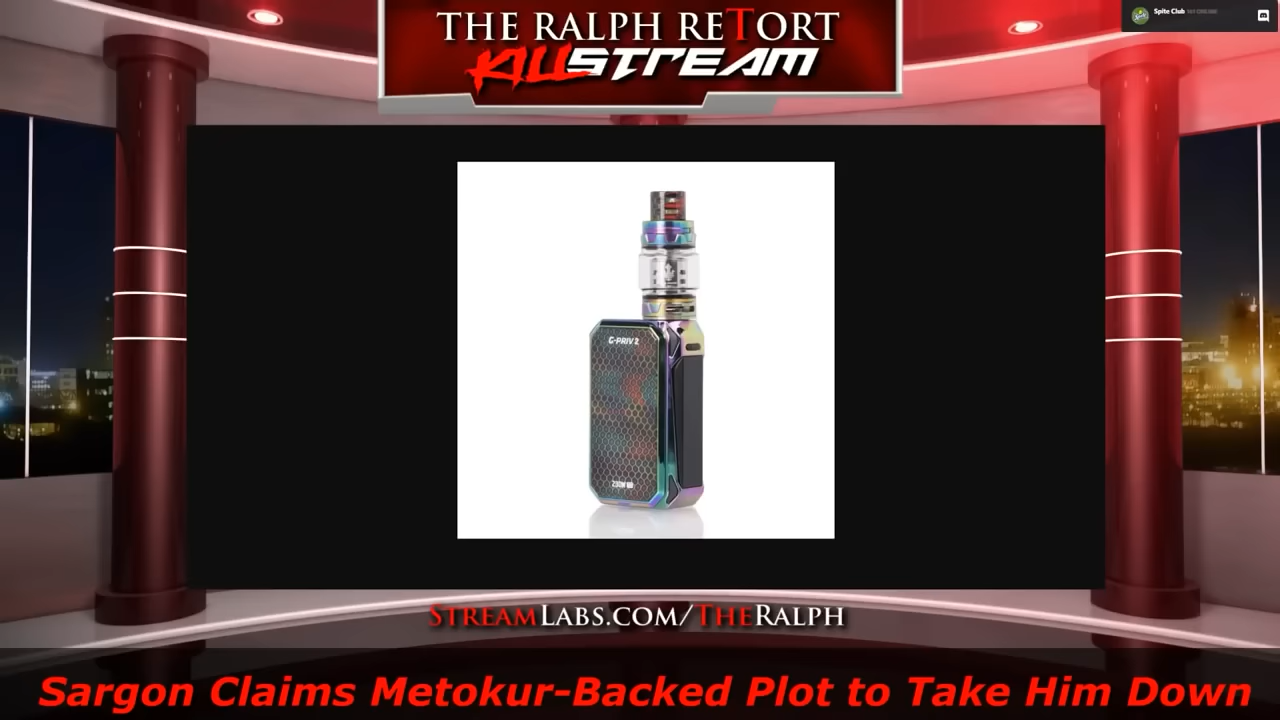 THE RALPH RETORT
KILLSTREAM
Spite Club
G-PRIV 2
STREAMLABS.COM/THERALPH
Sargon Claims Metokur-Backed Plot to Take Him Down